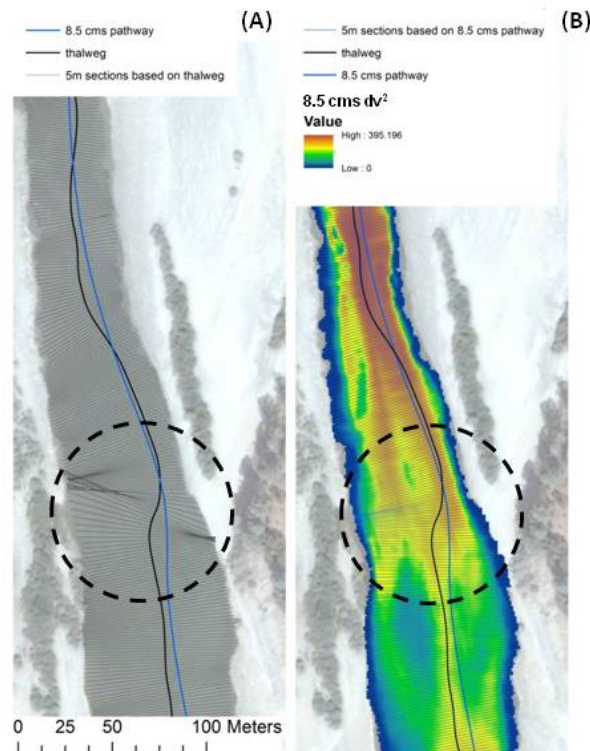 (A)
8.5 cms pathway
thalweg
5m sections based on thalweg
0 25 50 100 Meters
(B)
5m sections based on 8.5 cms pathway
thalweg
8.5 cms pathway
8.5 cms dv²
Value
High : 395.196
Low : 0